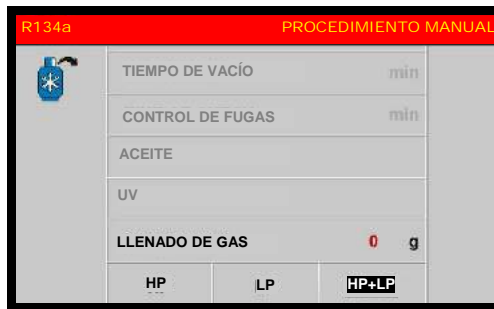 R134a PROCEDIMIENTO MANUAL
TIEMPO DE VACÍO min
CONTROL DE FUGAS min
ACEITE
UV
LLENADO DE GAS 0 g
HP LP HP+LP